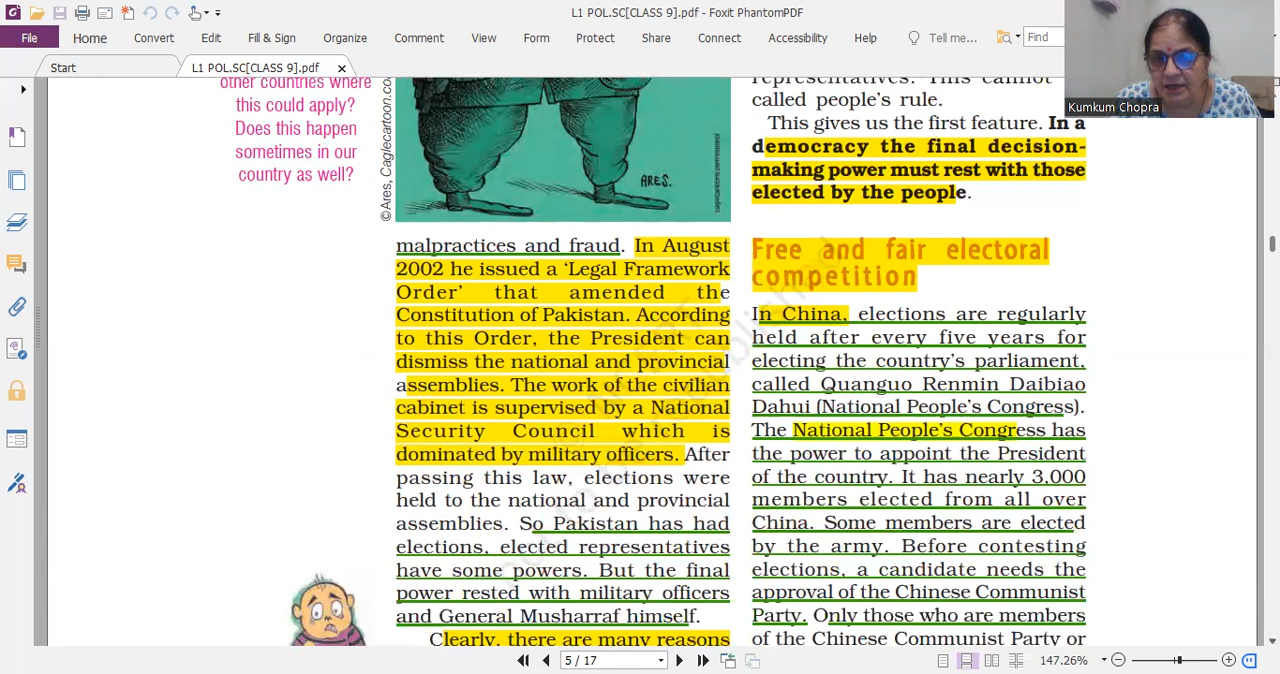 L1 POL.SC[CLASS 9].pdf - Foxit PhantomPDF
File Home Convert Edit Fill & Sign Organize Comment View Form Protect Share Connect Accessibility Help Tell me... Find
Start L1 POL.SC[CLASS 9].pdf
Kumkum Chopra
other countries where
this could apply?
Does this happen
sometimes in our
country as well?
©Ares, Caglecartoon.co
ARES.
malpractices and fraud. In August
2002 he issued a ‘Legal Framework
Order’ that amended the
Constitution of Pakistan. According
to this Order, the President can
dismiss the national and provincial
assemblies. The work of the civilian
cabinet is supervised by a National
Security Council which is
dominated by military officers. After
passing this law, elections were
held to the national and provincial
assemblies. So Pakistan has had
elections, elected representatives
have some powers. But the final
power rested with military officers
and General Musharraf himself.
Clearly, there are many reasons
representatives. This cannot
called people’s rule.
This gives us the first feature. In a
democracy the final decision-
making power must rest with those
elected by the people.
Free and fair electoral
competition
In China, elections are regularly
held after every five years for
electing the country’s parliament,
called Quanguo Renmin Daibiao
Dahui (National People’s Congress).
The National People’s Congress has
the power to appoint the President
of the country. It has nearly 3,000
members elected from all over
China. Some members are elected
by the army. Before contesting
elections, a candidate needs the
approval of the Chinese Communist
Party. Only those who are members
of the Chinese Communist Party or
5 / 17
147.26%